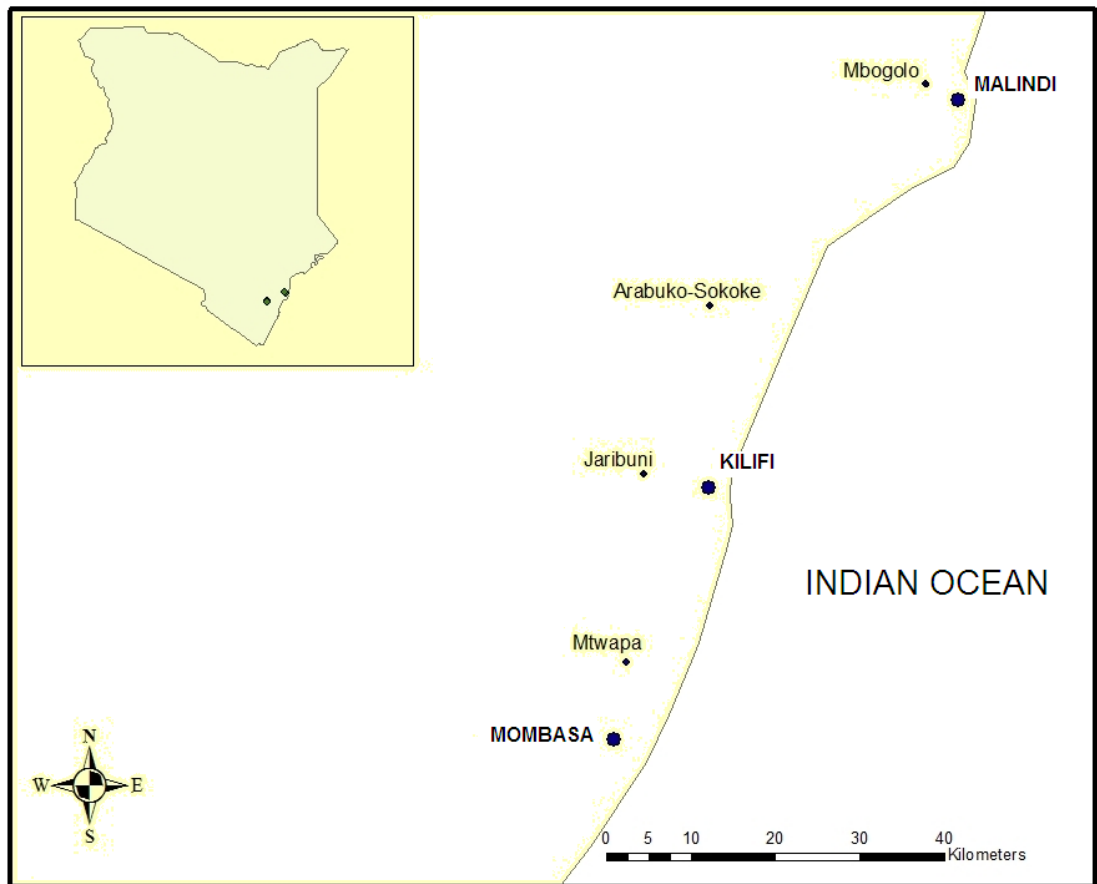 Mbogolo
MALINDI
Arabuko-Sokoke
Jaribuni
KILIFI
INDIAN OCEAN
Mtwapa
MOMBASA
N
W E
S
0 5 10 20 30 40
Kilometers